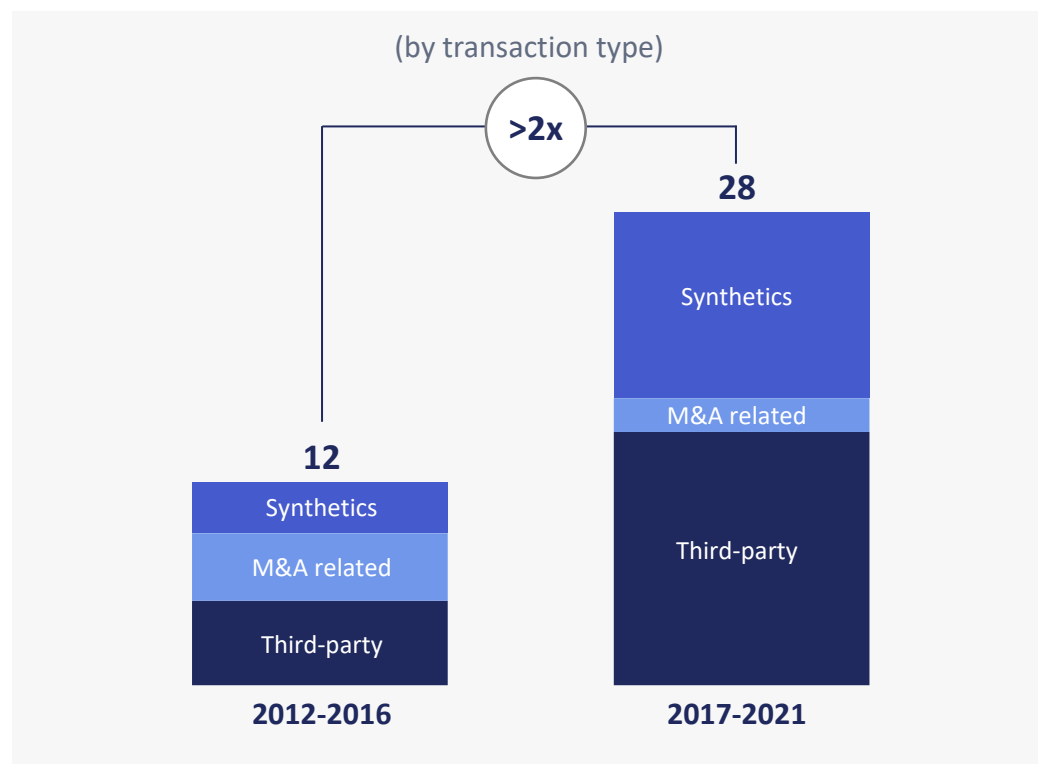 (by transaction type)
>2x
28
Synthetics
M&A related
Third-party
12
Synthetics
M&A related
Third-party
2012-2016
2017-2021